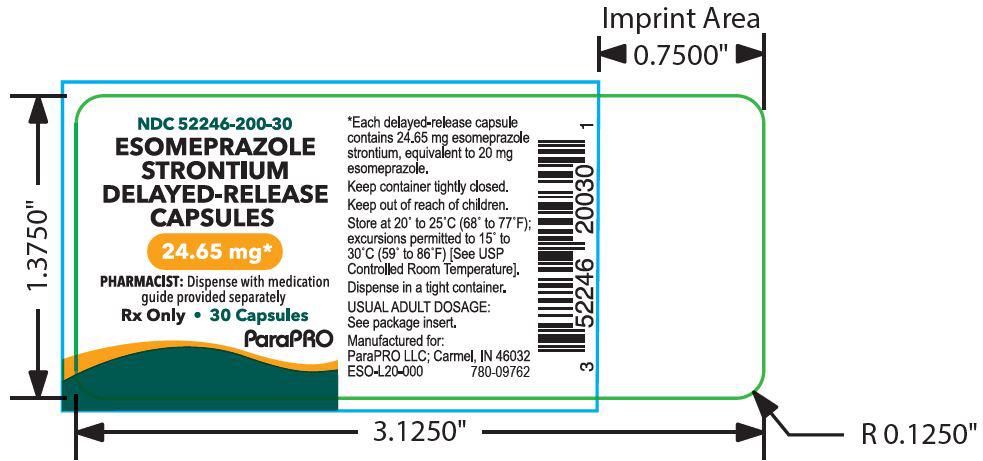 Imprint Area
0.7500"
1.3750"
NDC 52246-200-30
ESOMEPRAZOLE
STRONTIUM
DELAYED-RELEASE
CAPSULES
24.65 mg*
PHARMACIST: Dispense with medication
guide provided separately
Rx Only • 30 Capsules
ParaPRO
*Each delayed-release capsule
contains 24.65 mg esomeprazole
strontium, equivalent to 20 mg
esomeprazole.
Keep container tightly closed.
Keep out of reach of children.
Store at 20˚ to 25˚C (68˚ to 77˚F);
excursions permitted to 15˚ to
30˚C (59˚ to 86˚F) [See USP
Controlled Room Temperature].
Dispense in a tight container.
USUAL ADULT DOSAGE:
See package insert.
Manufactured for:
ParaPRO LLC; Carmel, IN 46032
ESO-L20-000 780-09762
3 52246 20030 1
3.1250"
R 0.1250"